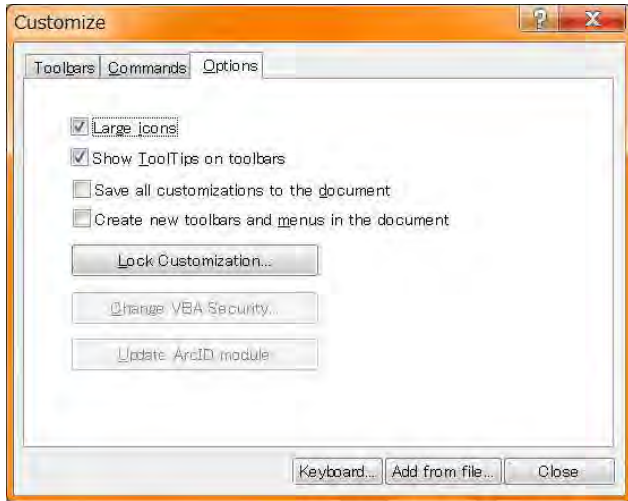 Customize
Toolbars Commands Options
Large icons
Show ToolTips on toolbars
Save all customizations to the document
Create new toolbars and menus in the document
Lock Customization...
Change VBA Security...
Update ArcID module
Keyboard... Add from file... Close